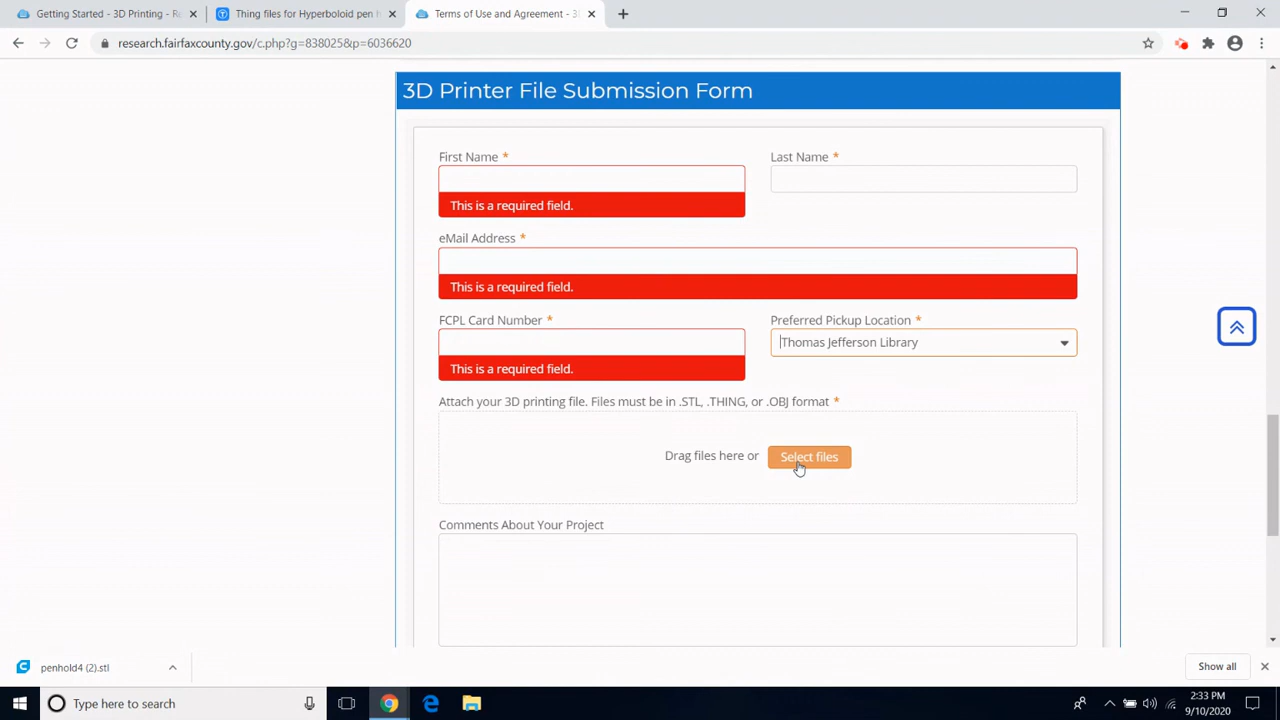 Getting Started - 3D Printing - R
Thing files for Hyperboloid pen h
Terms of Use and Agreement - 3
research.fairfaxcounty.gov/c.php?g=838025&p=6036620
3D Printer File Submission Form
First Name *
Last Name *
This is a required field.
eMail Address *
This is a required field.
FCPL Card Number *
Preferred Pickup Location *
Thomas Jefferson Library
This is a required field.
Attach your 3D printing file. Files must be in .STL, .THING, or .OBJ format *
Drag files here or Select files
Comments About Your Project
penhold4 (2).stl
Show all
Type here to search
2:33 PM
9/10/2020